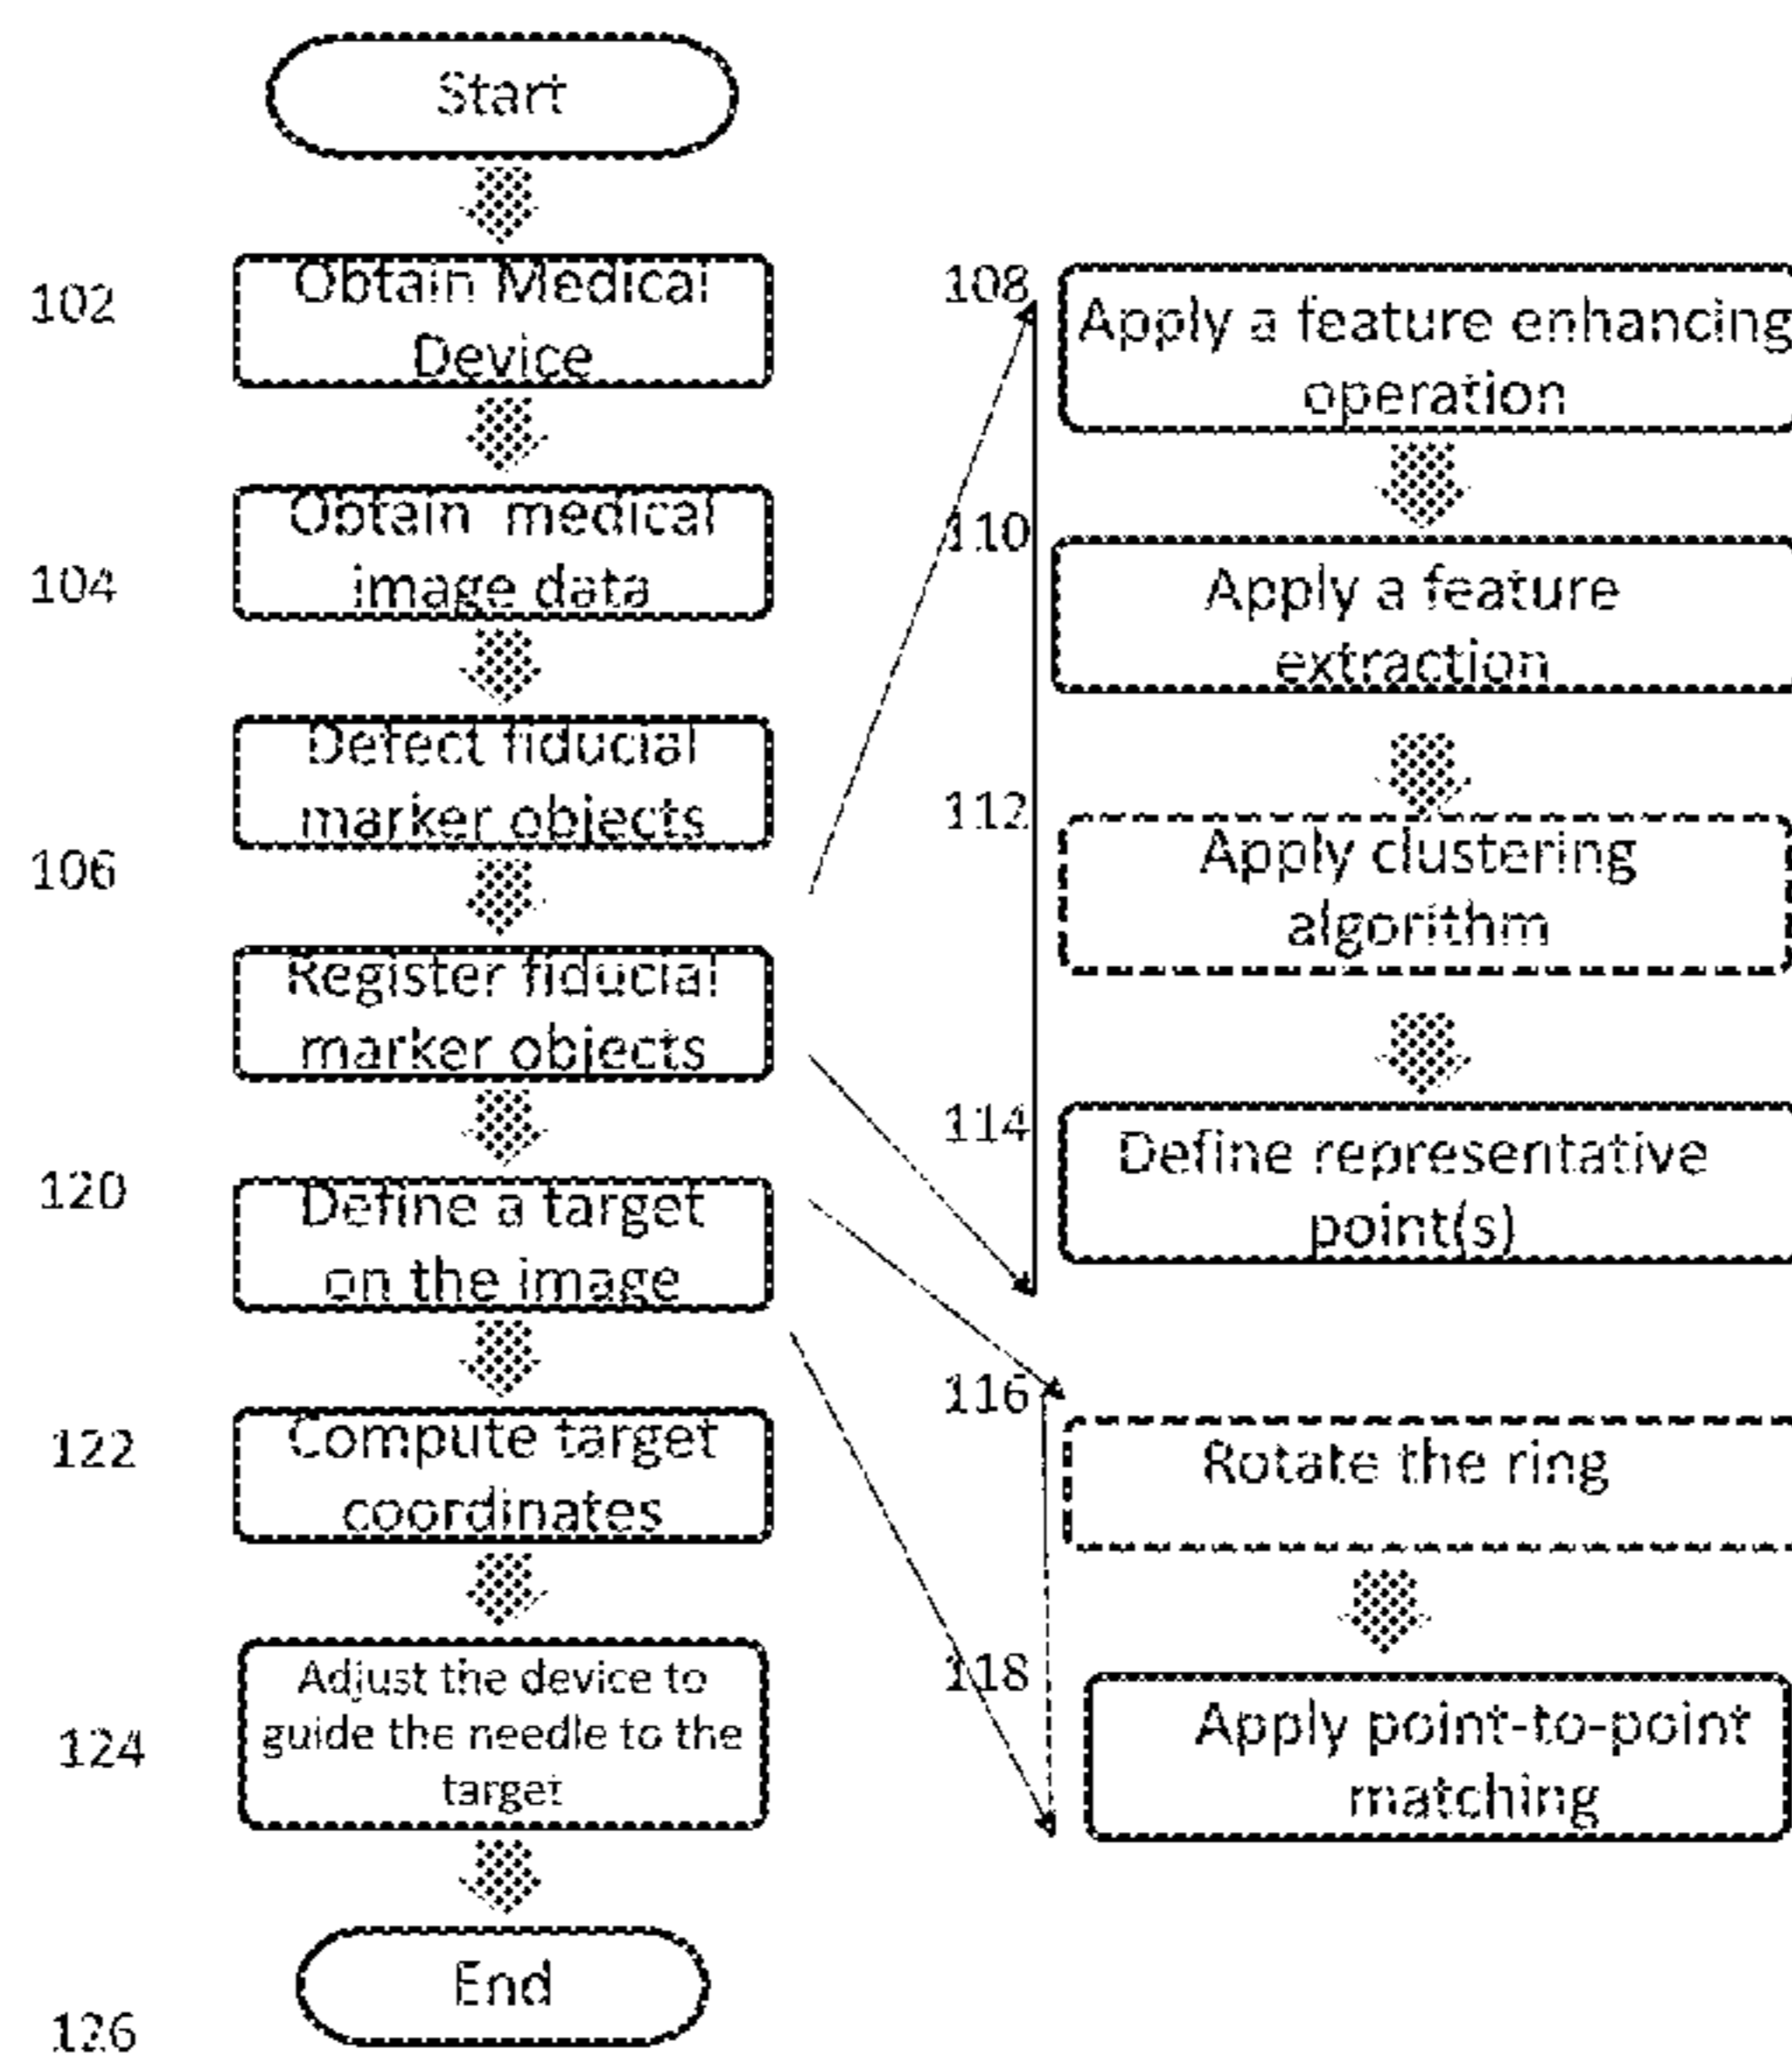 Start
102
Obtain Medical
Device
104
Obtain medical
image data
Detect fiducial
marker objects
106
Register fiducial
marker objects
120
Define a target
on the image
122
Compute target
coordinates
124
Adjust the device to
guide the needle to the
target
End
126
108
Apply a feature enhancing
operation
110
Apply a feature
extraction
112
Apply clustering
algorithm
114
Define representative
point(s)
116
Rotate the ring
118
Apply point-to-point
matching